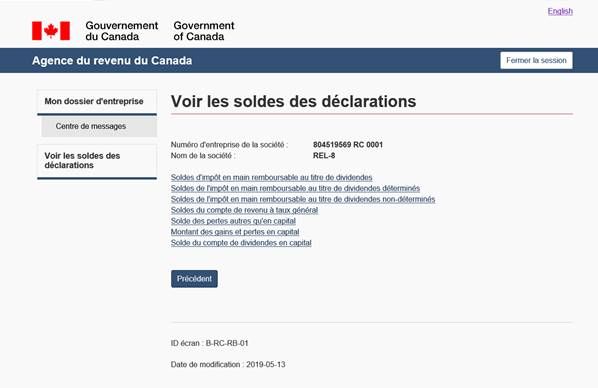 English
Gouvernement du Canada
Government of Canada
Agence du revenu du Canada
Fermer la session
Mon dossier d'entreprise
Centre de messages
Voir les soldes des déclarations
Voir les soldes des déclarations
Numéro d'entreprise de la société : 804519569 RC 0001
Nom de la société : REL-8
Soldes d'impôt en main remboursable au titre de dividendes
Soldes de l'impôt en main remboursable au titre de dividendes déterminés
Soldes de l'impôt en main remboursable au titre de dividendes non-déterminés
Soldes du compte de revenu à taux général
Solde des pertes autres qu'en capital
Montant des gains et pertes en capital
Solde du compte de dividendes en capital
Précédent
ID écran : B-RC-RB-01
Date de modification : 2019-05-13